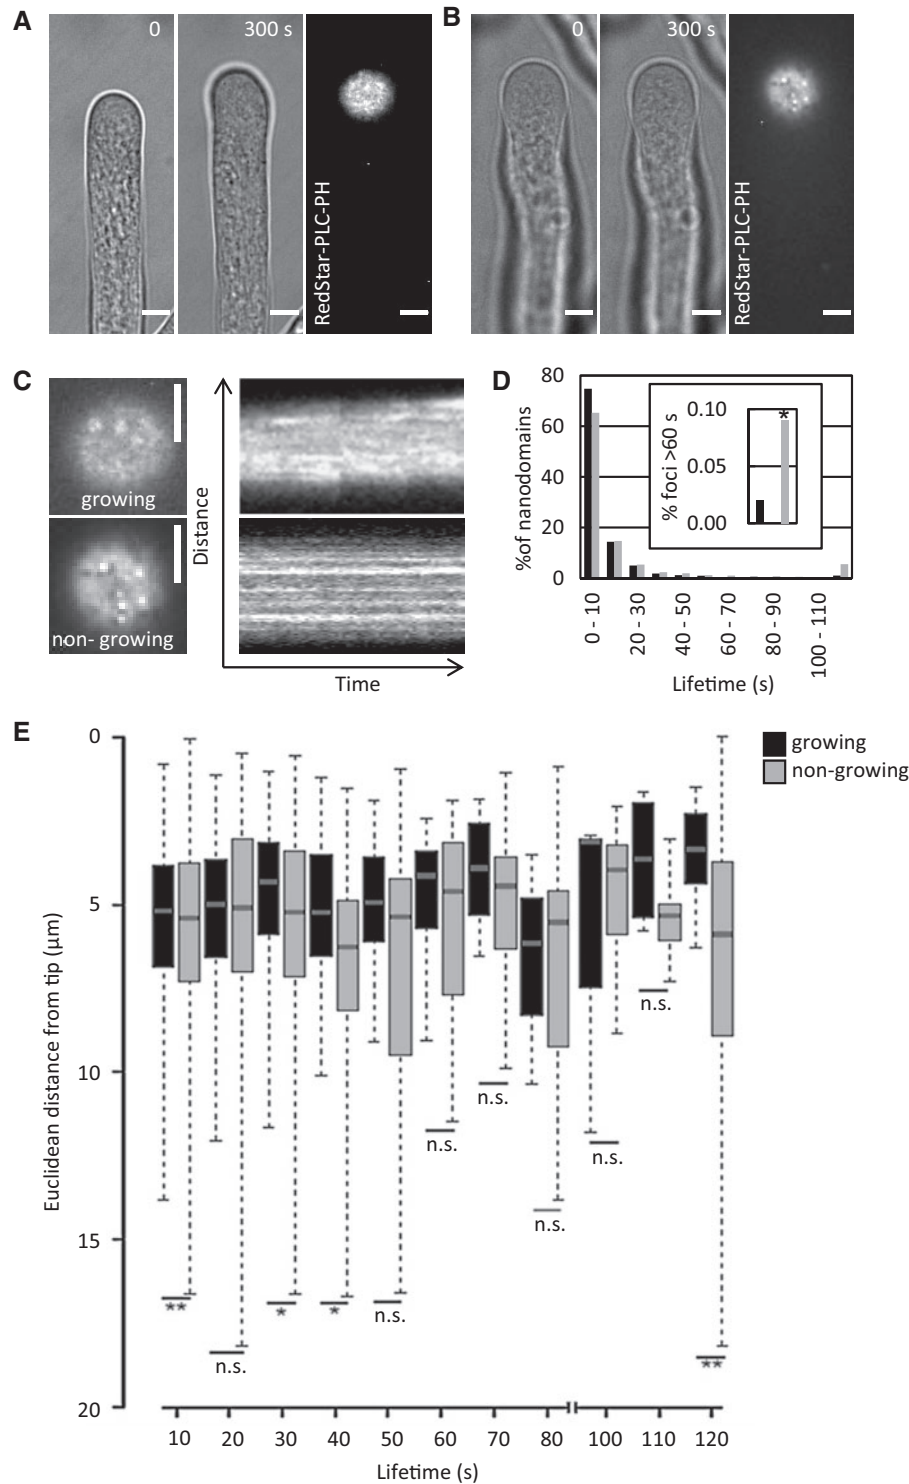 A
0
300 s
RedStar-PLC-PH
B
0
300 s
RedStar-PLC-PH
C
growing
non- growing
Distance
Time
D
%of nanodomains
80
60
40
20
0
% foci >60 s
0.10
0.05
0.00
*
0 - 10
20 - 30
40 - 50
60 - 70
80 - 90
100 - 110
Lifetime (s)
E
growing
non-growing
Euclidean distance from tip (µm)
0
5
10
15
20
**
n.s.
*
*
n.s.
n.s.
n.s.
n.s.
n.s.
n.s.
**
10 20 30 40 50 60 70 80 100 110 120
Lifetime (s)